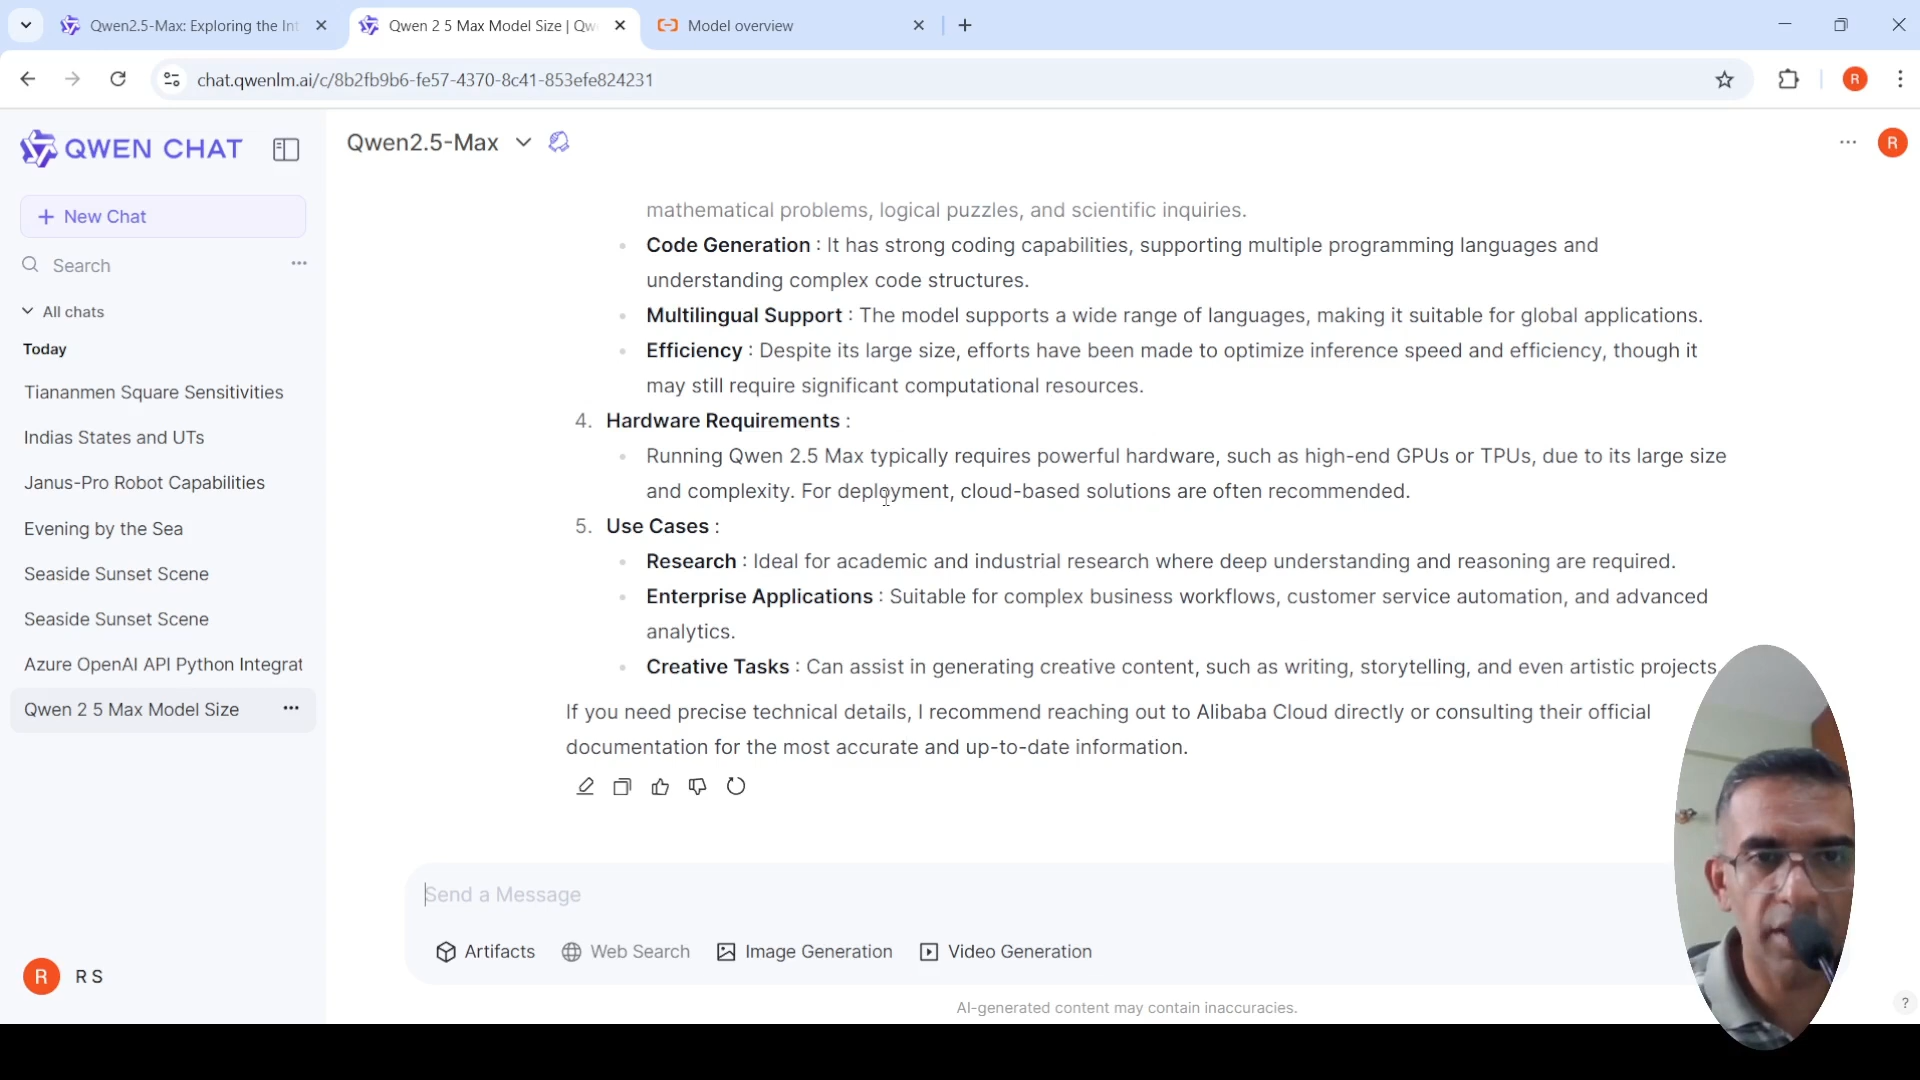 Qwen2.5-Max: Exploring the Int
Qwen 2 5 Max Model Size | Qw
Model overview
chat.qwenlm.ai/c/8b2fb9b6-fe57-4370-8c41-853efe824231
R
QWEN CHAT
Qwen2.5-Max
R
New Chat
Search
All chats
Today
Tiananmen Square Sensitivities
Indias States and UTs
Janus-Pro Robot Capabilities
Evening by the Sea
Seaside Sunset Scene
Seaside Sunset Scene
Azure OpenAI API Python Integrat
Qwen 2 5 Max Model Size
R
R S
mathematical problems, logical puzzles, and scientific inquiries.
Code Generation : It has strong coding capabilities, supporting multiple programming languages and
understanding complex code structures.
Multilingual Support : The model supports a wide range of languages, making it suitable for global applications.
Efficiency : Despite its large size, efforts have been made to optimize inference speed and efficiency, though it
may still require significant computational resources.
4. Hardware Requirements :
Running Qwen 2.5 Max typically requires powerful hardware, such as high-end GPUs or TPUs, due to its large size
and complexity. For deployment, cloud-based solutions are often recommended.
5. Use Cases :
Research : Ideal for academic and industrial research where deep understanding and reasoning are required.
Enterprise Applications : Suitable for complex business workflows, customer service automation, and advanced
analytics.
Creative Tasks : Can assist in generating creative content, such as writing, storytelling, and even artistic projects
If you need precise technical details, I recommend reaching out to Alibaba Cloud directly or consulting their official
documentation for the most accurate and up-to-date information.
Send a Message
Artifacts
Web Search
Image Generation
Video Generation
AI-generated content may contain inaccuracies.
?